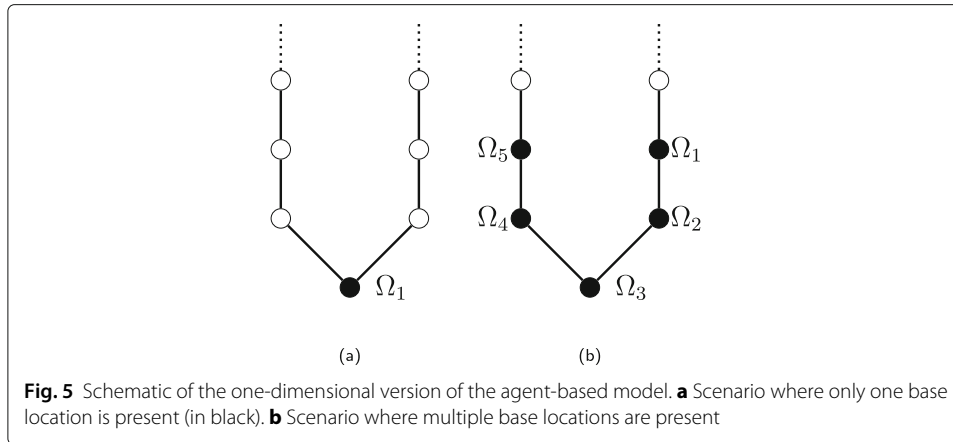 Ω₅ Ω₁
Ω₄ Ω₂
Ω₁ Ω₃
(a) (b)
Fig. 5 Schematic of the one-dimensional version of the agent-based model. a Scenario where only one base
location is present (in black). b Scenario where multiple base locations are present